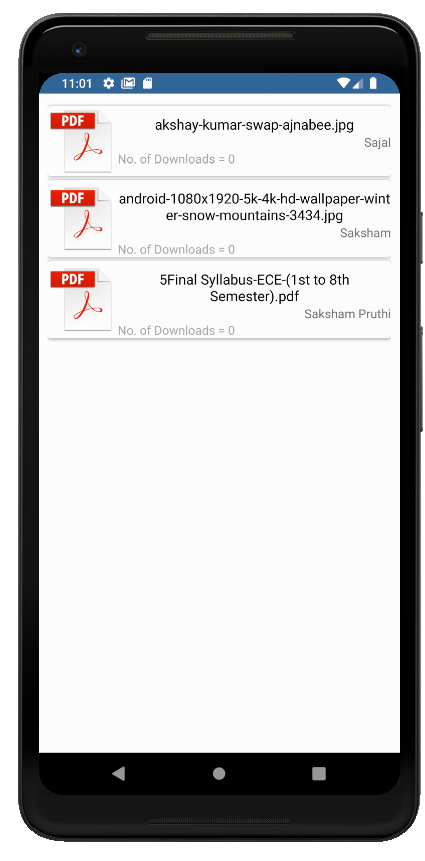 11:01
PDF
akshay-kumar-swap-ajnabee.jpg
Sajal
No. of Downloads = 0
PDF
android-1080x1920-5k-4k-hd-wallpaper-wint
er-snow-mountains-3434.jpg
Saksham
No. of Downloads = 0
PDF
5Final Syllabus-ECE-(1st to 8th
Semester).pdf
Saksham Pruthi
No. of Downloads = 0